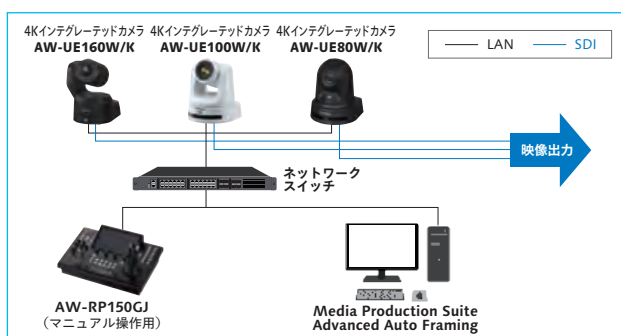 4Kインテグレーテッドカメラ 4Kインテグレーテッドカメラ 4Kインテグレーテッドカメラ
AW-UE160W/K AW-UE100W/K AW-UE80W/K
LAN SDI
映像出力
ネットワーク
スイッチ
AW-RP150GJ
(マニュアル操作用)
Media Production Suite
Advanced Auto Framing